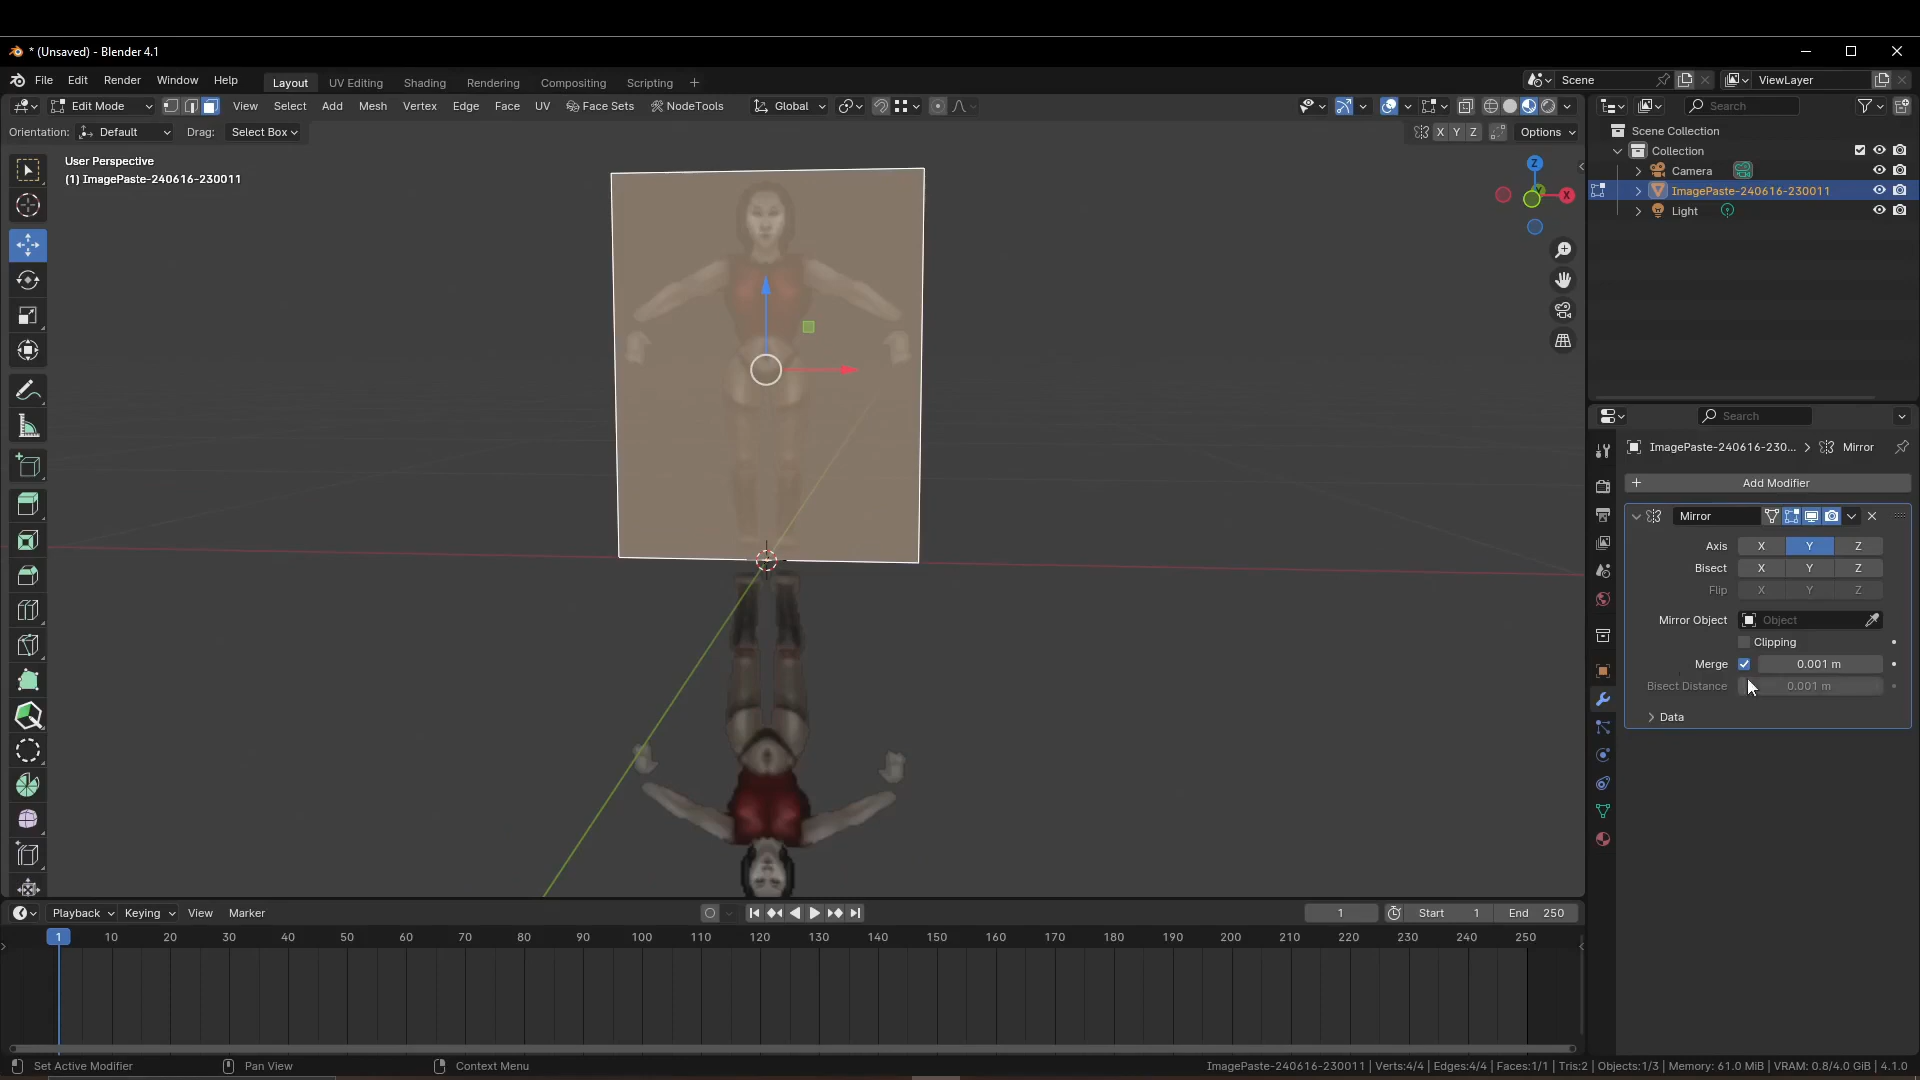 * (Unsaved) - Blender 4.1
File Edit Render Window Help
Layout UV Editing Shading Rendering Compositing Scripting +
Scene
ViewLayer
Edit Mode
View Select Add Mesh Vertex Edge Face UV Face Sets NodeTools
Global
Search
Orientation: Default Drag: Select Box
X Y Z Options
User Perspective
(1) ImagePaste-240616-230011
Z
X
Scene Collection
Collection
Camera
ImagePaste-240616-230011
Light
Search
ImagePaste-240616-230... > Mirror
+ Add Modifier
Mirror
Axis X Y Z
Bisect X Y Z
Flip X Y Z
Mirror Object Object
Clipping
Merge 0.001 m
Bisect Distance 0.001 m
Data
Playback Keying View Marker
1
Start 1 End 250
1 10 20 30 40 50 60 70 80 90 100 110 120 130 140 150 160 170 180 190 200 210 220 230 240 250
Set Active Modifier
Pan View
Context Menu
ImagePaste-240616-230011 | Verts:4/4 | Edges:4/4 | Faces:1/1 | Tris:2 | Objects:1/3 | Memory: 61.0 MiB | VRAM: 0.8/4.0 GiB | 4.1.0